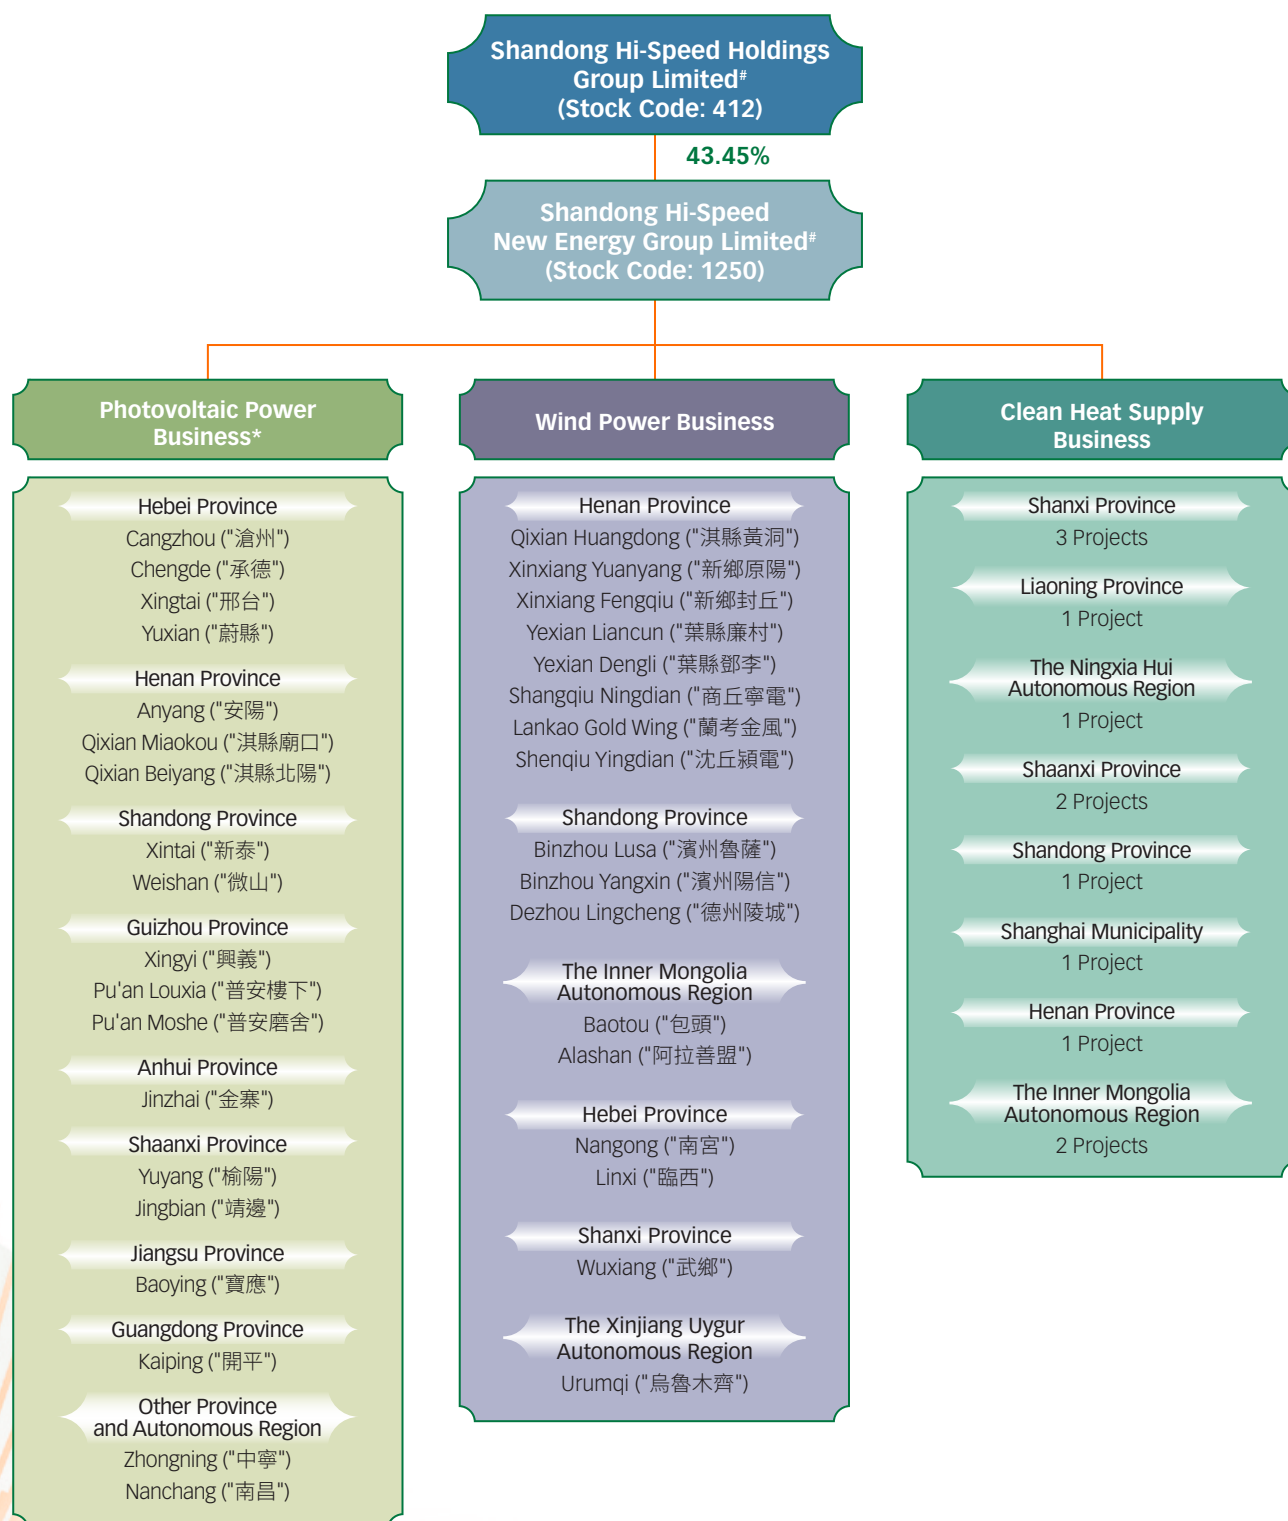 Shandong Hi-Speed Holdings
Group Limited#
(Stock Code: 412)
43.45%
Shandong Hi-Speed
New Energy Group Limited#
(Stock Code: 1250)
Photovoltaic Power
Business*
Hebei Province
Cangzhou ("滄州")
Chengde ("承德")
Xingtai ("邢台")
Yuxian ("蔚縣")
Henan Province
Anyang ("安陽")
Qixian Miaokou ("淇縣廟口")
Qixian Beiyang ("淇縣北陽")
Shandong Province
Xintai ("新泰")
Weishan ("微山")
Guizhou Province
Xingyi ("興義")
Pu'an Louxia ("普安樓下")
Pu'an Moshe ("普安磨舍")
Anhui Province
Jinzhai ("金寨")
Shaanxi Province
Yuyang ("榆陽")
Jingbian ("靖邊")
Jiangsu Province
Baoying ("寶應")
Guangdong Province
Kaiping ("開平")
Other Province
and Autonomous Region
Zhongning ("中寧")
Nanchang ("南昌")
Wind Power Business
Henan Province
Qixian Huangdong ("淇縣黃洞")
Xinxiang Yuanyang ("新鄉原陽")
Xinxiang Fengqiu ("新鄉封丘")
Yexian Liancun ("葉縣廉村")
Yexian Dengli ("葉縣鄧李")
Shangqiu Ningdian ("商丘寧電")
Lankao Gold Wing ("蘭考金風")
Shenqiu Yingdian ("沈丘潁電")
Shandong Province
Binzhou Lusa ("濱州魯薩")
Binzhou Yangxin ("濱州陽信")
Dezhou Lingcheng ("德州陵城")
The Inner Mongolia
Autonomous Region
Baotou ("包頭")
Alashan ("阿拉善盟")
Hebei Province
Nangong ("南宮")
Linxi ("臨西")
Shanxi Province
Wuxiang ("武鄉")
The Xinjiang Uygur
Autonomous Region
Urumqi ("烏魯木齊")
Clean Heat Supply
Business
Shanxi Province
3 Projects
Liaoning Province
1 Project
The Ningxia Hui
Autonomous Region
1 Project
Shaanxi Province
2 Projects
Shandong Province
1 Project
Shanghai Municipality
1 Project
Henan Province
1 Project
The Inner Mongolia
Autonomous Region
2 Projects